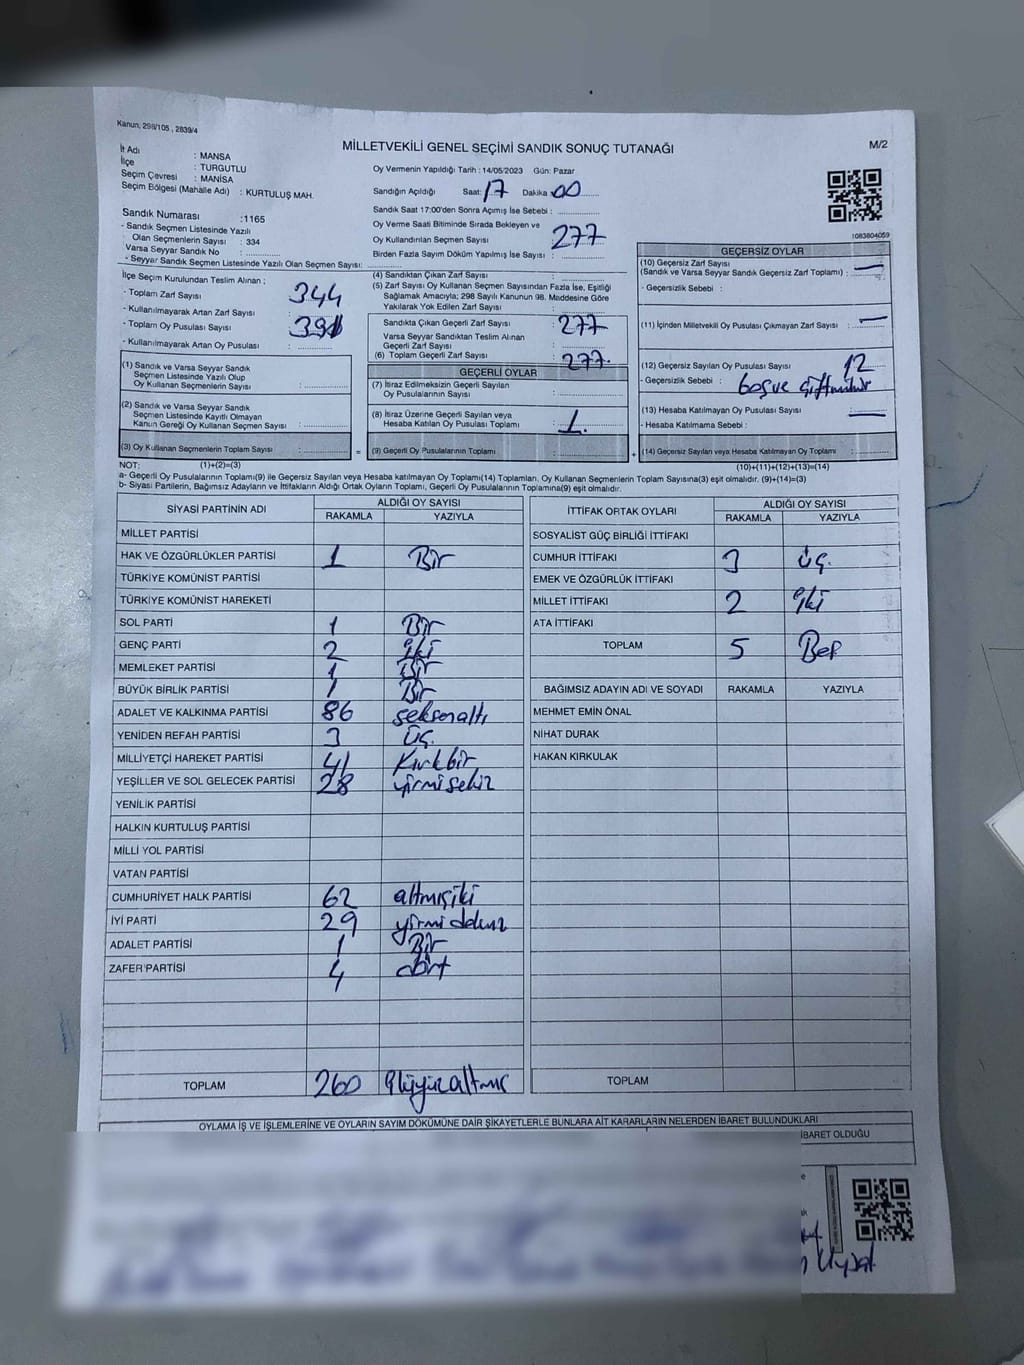 Kanun, 298/105 , 2839/4
MİLLETVEKİLİ GENEL SEÇİMİ SANDIK SONUÇ TUTANAĞI
M/2
İl Adı : MANİSA
İlçe : TURGUTLU
Seçim Çevresi : MANİSA
Seçim Bölgesi (Mahalle Adı) : KURTULUŞ MAH.
Sandık Numarası :1165
- Sandık Seçmen Listesinde Yazılı
Olan Seçmenlerin Sayısı : 334
Varsa Seyyar Sandık No :
- Seyyar Sandık Seçmen Listesinde Yazılı Olan Seçmen Sayısı:
İlçe Seçim Kurulundan Teslim Alınan ;
- Toplam Zarf Sayısı : 344
- Kullanılmayarak Artan Zarf Sayısı :
- Toplam Oy Pusulası Sayısı :
- Kullanılmayarak Artan Oy Pusulası :
(1) Sandık ve Varsa Seyyar Sandık
Seçmen Listesinde Yazılı Olup
Oy Kullanan Seçmenlerin Sayısı :
(2) Sandık ve Varsa Seyyar Sandık
Seçmen Listesinde Kayıtlı Olmayan
Kanun Gereği Oy Kullanan Seçmen Sayısı :
(3) Oy Kullanan Seçmenlerin Toplam Sayısı :
Oy Vermenin Yapıldığı Tarih : 14/05/2023 Gün: Pazar
Sandığın Açıldığı Saat: 17 Dakika : 00
Sandık Saat 17:00'den Sonra Açılmış İse Sebebi :
Oy Verme Saati Bitiminde Sırada Bekleyen ve
Oy Kullandırılan Seçmen Sayısı : 277
Birden Fazla Sayım Döküm Yapılmış İse Sayısı :
(4) Sandıktan Çıkan Zarf Sayısı :
(5) Zarf Sayısı Oy Kullanan Seçmen Sayısından Fazla İse, Eşitliği
Sağlamak Amacıyla; 298 Sayılı Kanunun 98. Maddesine Göre
Yakılarak Yok Edilen Zarf Sayısı :
Sandıkta Çıkan Geçerli Zarf Sayısı : 277
Varsa Seyyar Sandıktan Teslim Alınan
Geçerli Zarf Sayısı :
(6) Toplam Geçerli Zarf Sayısı : 277.
GEÇERLİ OYLAR
(7) İtiraz Edilmeksizin Geçerli Sayılan
Oy Pusulalarının Sayısı :
(8) İtiraz Üzerine Geçerli Sayılan veya
Hesaba Katılan Oy Pusulası Toplamı : 1.
= (9) Geçerli Oy Pusulalarının Toplamı :
1083804059
GEÇERSİZ OYLAR
(10) Geçersiz Zarf Sayısı
(Sandık ve Varsa Seyyar Sandık Geçersiz Zarf Toplamı) : —
- Geçersizlik Sebebi :
(11) İçinden Milletvekili Oy Pusulası Çıkmayan Zarf Sayısı : —
(12) Geçersiz Sayılan Oy Pusulası Sayısı : 12
- Geçersizlik Sebebi : boş ve çift mühür
(13) Hesaba Katılmayan Oy Pusulası Sayısı : —
- Hesaba Katılmama Sebebi :
+ (14) Geçersiz Sayılan veya Hesaba Katılmayan Oy Toplamı :
NOT: (1)+(2)=(3)
(10)+(11)+(12)+(13)=(14)
a- Geçerli Oy Pusulalarının Toplamı(9) ile Geçersiz Sayılan veya Hesaba katılmayan Oy Toplamı(14) Toplamları, Oy Kullanan Seçmenlerin Toplam Sayısına(3) eşit olmalıdır. (9)+(14)=(3)
b- Siyasi Partilerin, Bağımsız Adayların ve İttifakların Aldığı Ortak Oyların Toplamı, Geçerli Oy Pusulalarının Toplamına(9) eşit olmalıdır.
SİYASİ PARTİNİN ADI
ALDIĞI OY SAYISI
RAKAMLA YAZIYLA
MİLLET PARTİSİ
HAK VE ÖZGÜRLÜKLER PARTİSİ 1 Bir
TÜRKİYE KOMÜNİST PARTİSİ
TÜRKİYE KOMÜNİST HAREKETİ
SOL PARTİ 1 Bir
GENÇ PARTİ 2 iki
MEMLEKET PARTİSİ 1 Bir
BÜYÜK BİRLİK PARTİSİ 1 Bir
ADALET VE KALKINMA PARTİSİ 86 seksenaltı
YENİDEN REFAH PARTİSİ 3 Üç.
MİLLİYETÇİ HAREKET PARTİSİ 41 Kırkbir
YEŞİLLER VE SOL GELECEK PARTİSİ 28 yirmisekiz
YENİLİK PARTİSİ
HALKIN KURTULUŞ PARTİSİ
MİLLİ YOL PARTİSİ
VATAN PARTİSİ
CUMHURİYET HALK PARTİSİ 62 altmışiki
İYİ PARTİ 29 yirmidokuz
ADALET PARTİSİ 1 Bir
ZAFER PARTİSİ 4 dört
TOPLAM 260 ikiyüzaltmış
İTTİFAK ORTAK OYLARI
ALDIĞI OY SAYISI
RAKAMLA YAZIYLA
SOSYALİST GÜÇ BİRLİĞİ İTTİFAKI
CUMHUR İTTİFAKI 3 üç.
EMEK VE ÖZGÜRLÜK İTTİFAKI
MİLLET İTTİFAKI 2 iki
ATA İTTİFAKI
TOPLAM 5 Beş
BAĞIMSIZ ADAYIN ADI VE SOYADI RAKAMLA YAZIYLA
MEHMET EMİN ÖNAL
NİHAT DURAK
HAKAN KIRKULAK
TOPLAM
OYLAMA İŞ VE İŞLEMLERİNE VE OYLARIN SAYIM DÖKÜMÜNE DAİR ŞİKAYETLERLE BUNLARA AİT KARARLARIN NELERDEN İBARET BULUNDUKLARI
İBARET OLDUĞU
Uysal